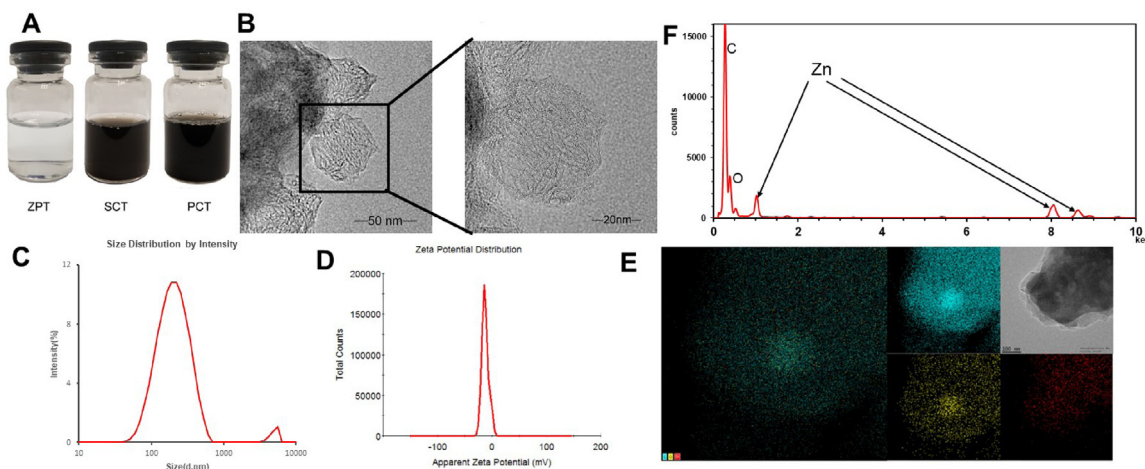 A
ZPT
SCT
PCT
B
50 nm
20nm
Size Distribution by Intensity
C
12
8
4
0
Intensity(%)
10
100
1000
10000
Size(d.nm)
Zeta Potential Distribution
D
200000
150000
100000
50000
0
Total Counts
-100
0
100
200
Apparent Zeta Potential (mV)
F
15000
10000
5000
0
counts
C
O
Zn
0
2
4
6
8
10
ke
E